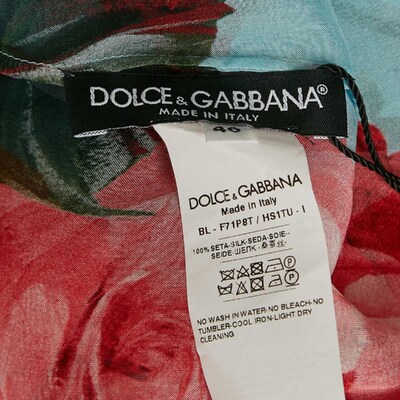 DOLCE & GABBANA®
MADE IN ITALY
40
DOLCE & GABBANA
Made in Italy
BL - F71P8T / HS1TU - I
100% SETA-SILK-SEDA-SOIE-
SEIDE-ШЕЛК-
NO WASH IN WATER-NO BLEACH-NO
TUMBLER-COOL IRON-LIGHT DRY
CLEANING